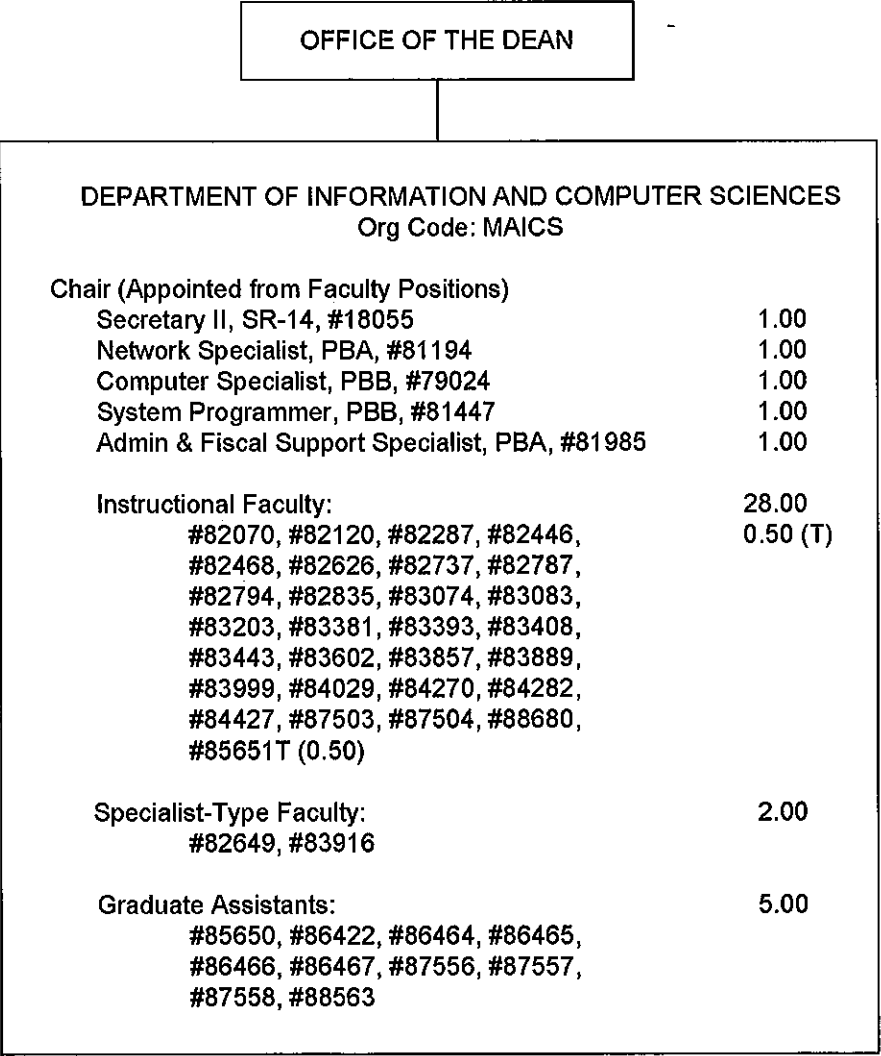 OFFICE OF THE DEAN
DEPARTMENT OF INFORMATION AND COMPUTER SCIENCES
Org Code: MAICS
Chair (Appointed from Faculty Positions)
Secretary II, SR-14, #18055 1.00
Network Specialist, PBA, #81194 1.00
Computer Specialist, PBB, #79024 1.00
System Programmer, PBB, #81447 1.00
Admin & Fiscal Support Specialist, PBA, #81985 1.00
Instructional Faculty: 28.00
#82070, #82120, #82287, #82446, 0.50 (T)
#82468, #82626, #82737, #82787,
#82794, #82835, #83074, #83083,
#83203, #83381, #83393, #83408,
#83443, #83602, #83857, #83889,
#83999, #84029, #84270, #84282,
#84427, #87503, #87504, #88680,
#85651T (0.50)
Specialist-Type Faculty: 2.00
#82649, #83916
Graduate Assistants: 5.00
#85650, #86422, #86464, #86465,
#86466, #86467, #87556, #87557,
#87558, #88563